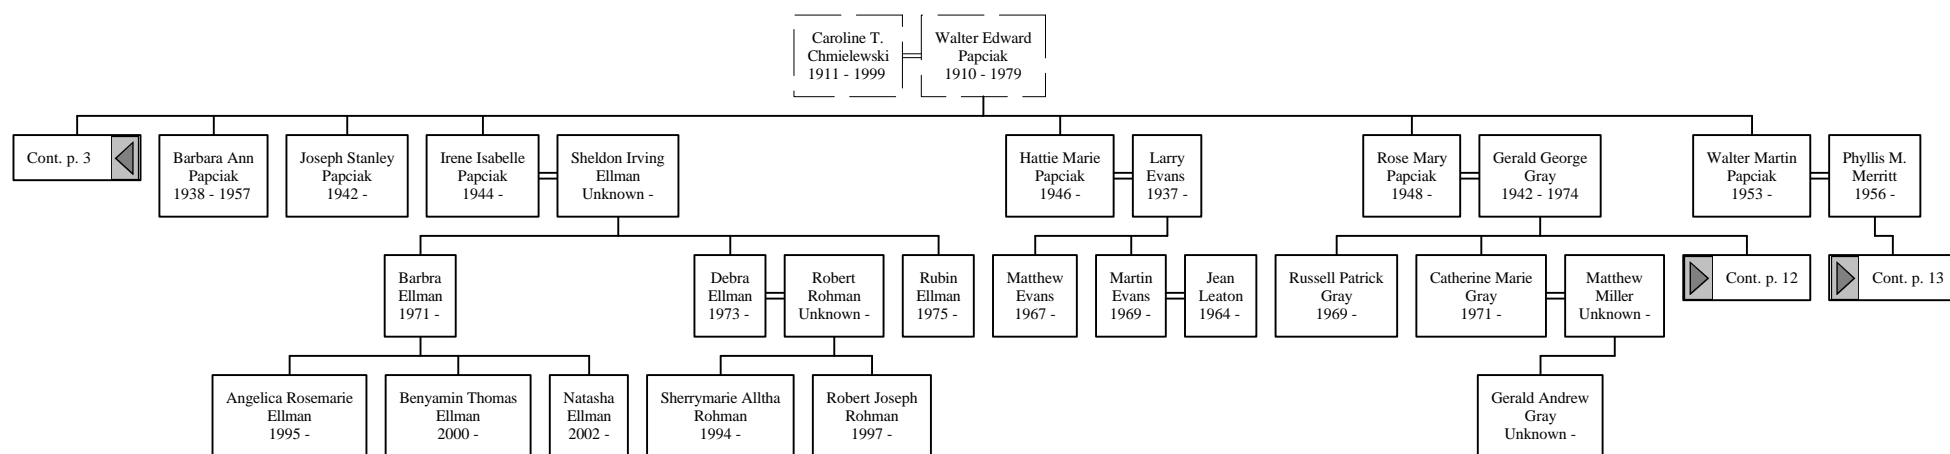 Caroline T.
Chmielewski
1911 - 1999
Walter Edward
Papciak
1910 - 1979
Cont. p. 3
Barbara Ann
Papciak
1938 - 1957
Joseph Stanley
Papciak
1942 -
Irene Isabelle
Papciak
1944 -
Sheldon Irving
Ellman
Unknown -
Hattie Marie
Papciak
1946 -
Larry
Evans
1937 -
Rose Mary
Papciak
1948 -
Gerald George
Gray
1942 - 1974
Walter Martin
Papciak
1953 -
Phyllis M.
Merritt
1956 -
Barbra
Ellman
1971 -
Debra
Ellman
1973 -
Robert
Rohman
Unknown -
Rubin
Ellman
1975 -
Matthew
Evans
1967 -
Martin
Evans
1969 -
Jean
Leaton
1964 -
Russell Patrick
Gray
1969 -
Catherine Marie
Gray
1971 -
Matthew
Miller
Unknown -
Cont. p. 12
Cont. p. 13
Angelica Rosemarie
Ellman
1995 -
Benyamin Thomas
Ellman
2000 -
Natasha
Ellman
2002 -
Sherrymarie Alltha
Rohman
1994 -
Robert Joseph
Rohman
1997 -
Gerald Andrew
Gray
Unknown -